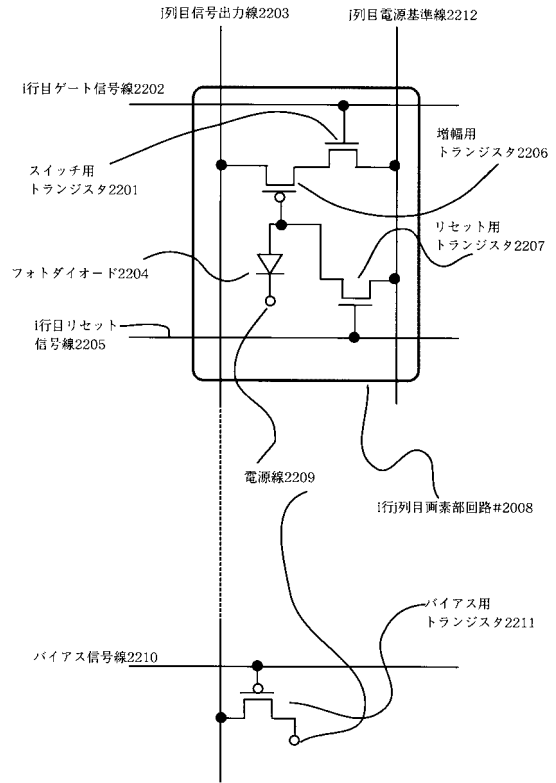 j列目信号出力線2203
j列目電源基準線2212
i行目ゲート信号線2202
増幅用
トランジスタ2206
スイッチ用
トランジスタ2201
リセット用
トランジスタ2207
フォトダイオード2204
i行目リセット
信号線2205
電源線2209
i行j列目画素部回路#2008
バイアス用
トランジスタ2211
バイアス信号線2210